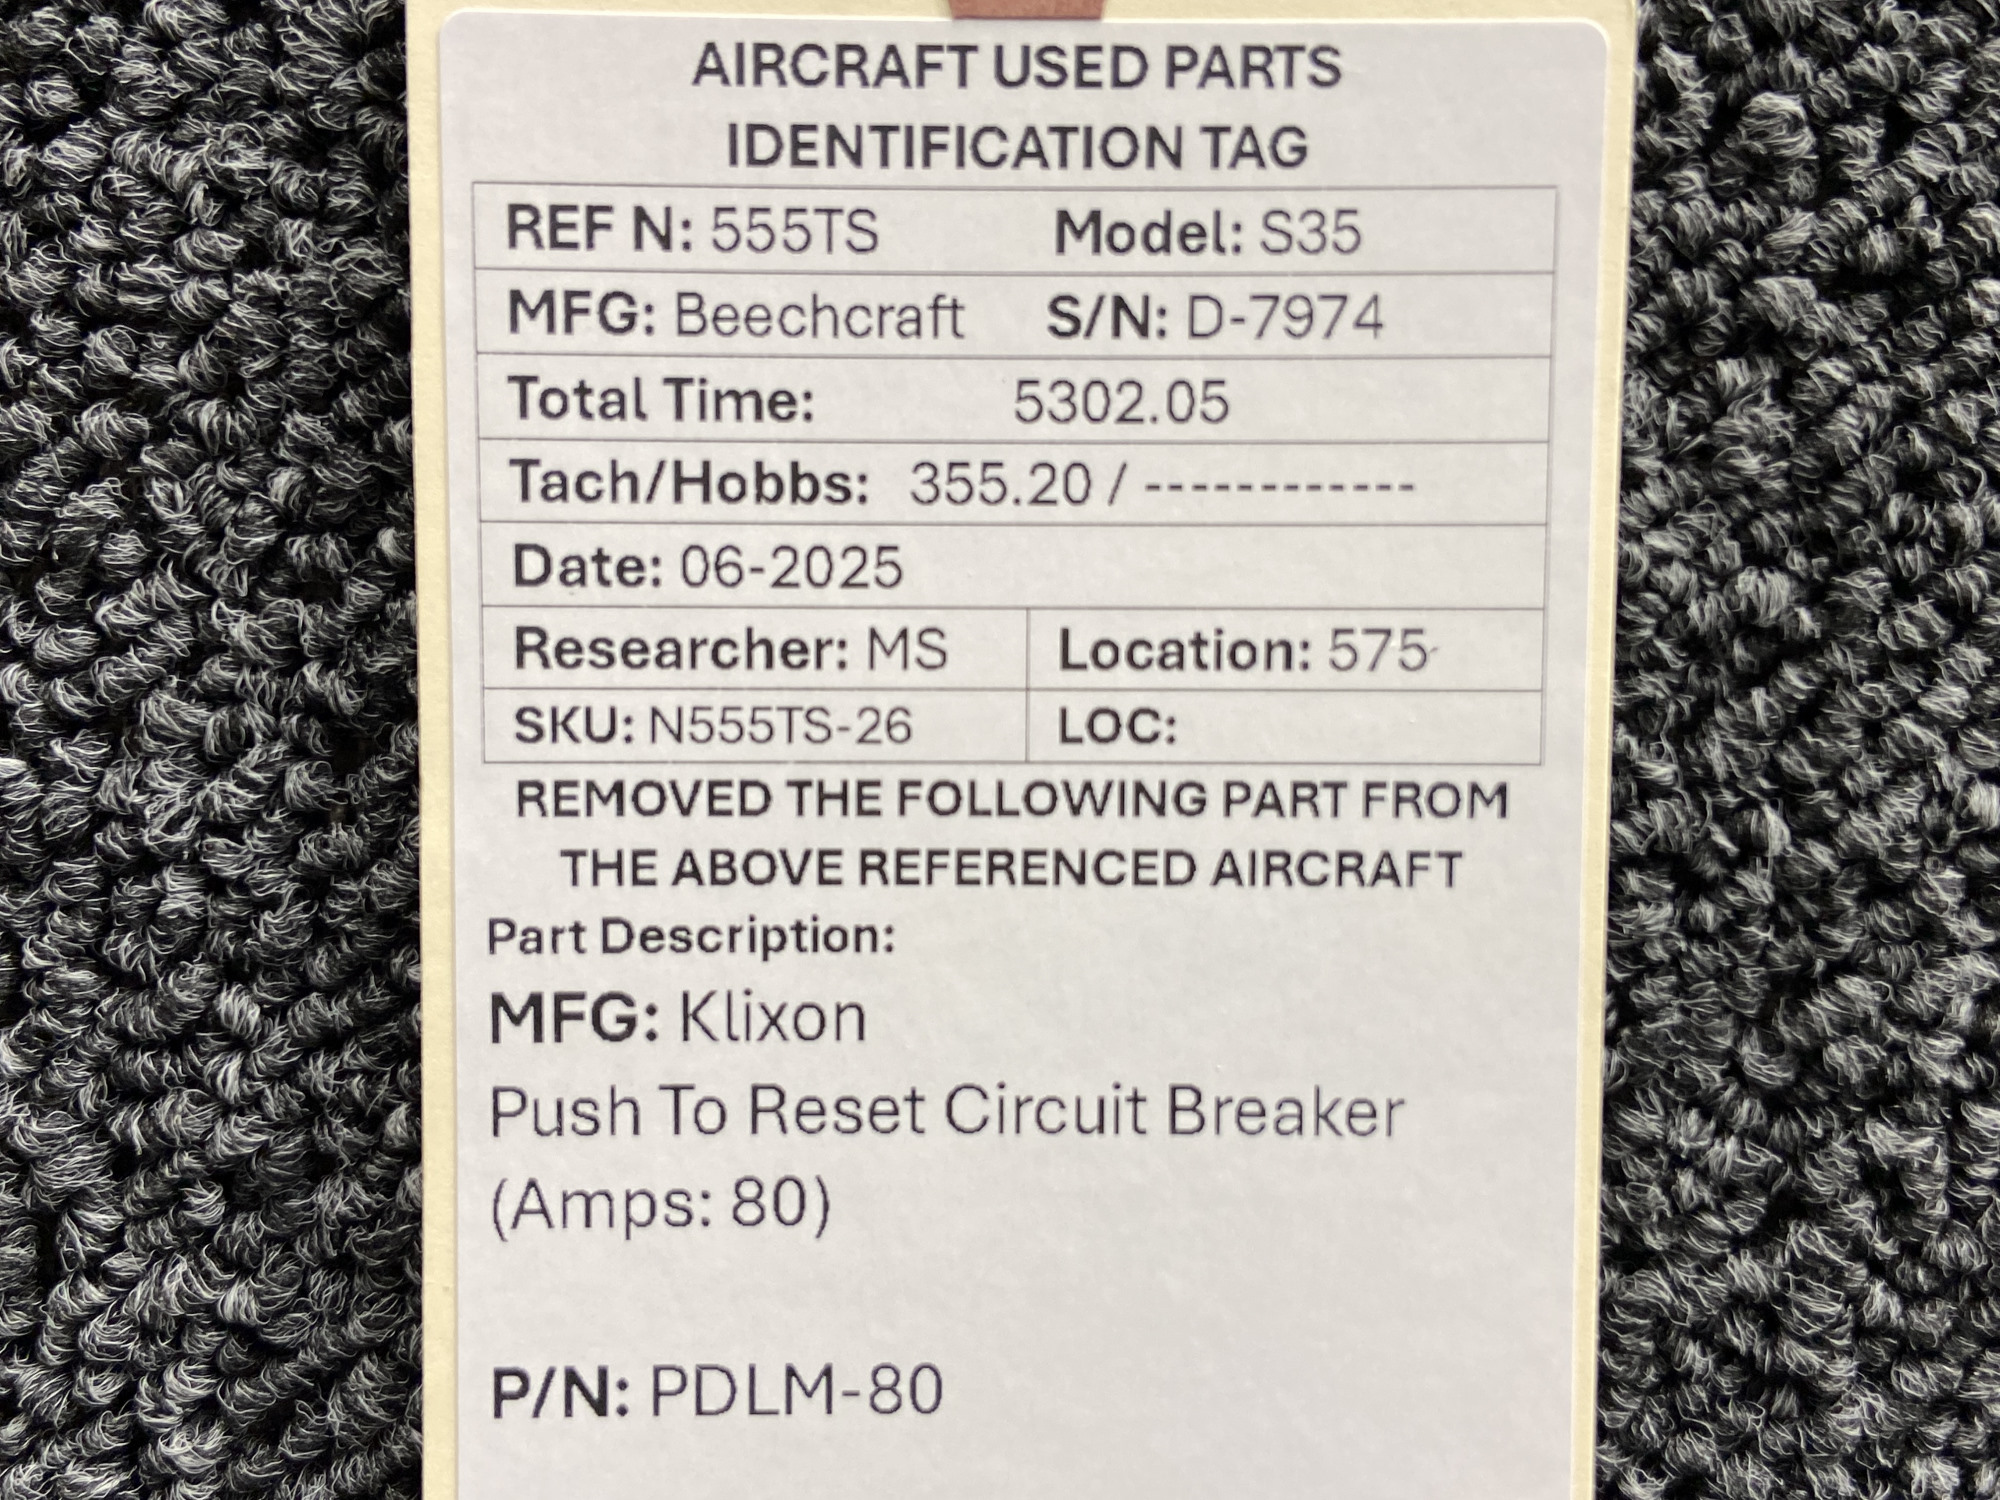 AIRCRAFT USED PARTS
IDENTIFICATION TAG
REF N: 555TS Model: S35
MFG: Beechcraft S/N: D-7974
Total Time: 5302.05
Tach/Hobbs: 355.20 / ------------
Date: 06-2025
Researcher: MS Location: 575-
SKU: N555TS-26 LOC:
REMOVED THE FOLLOWING PART FROM
THE ABOVE REFERENCED AIRCRAFT
Part Description:
MFG: Klixon
Push To Reset Circuit Breaker
(Amps: 80)
P/N: PDLM-80